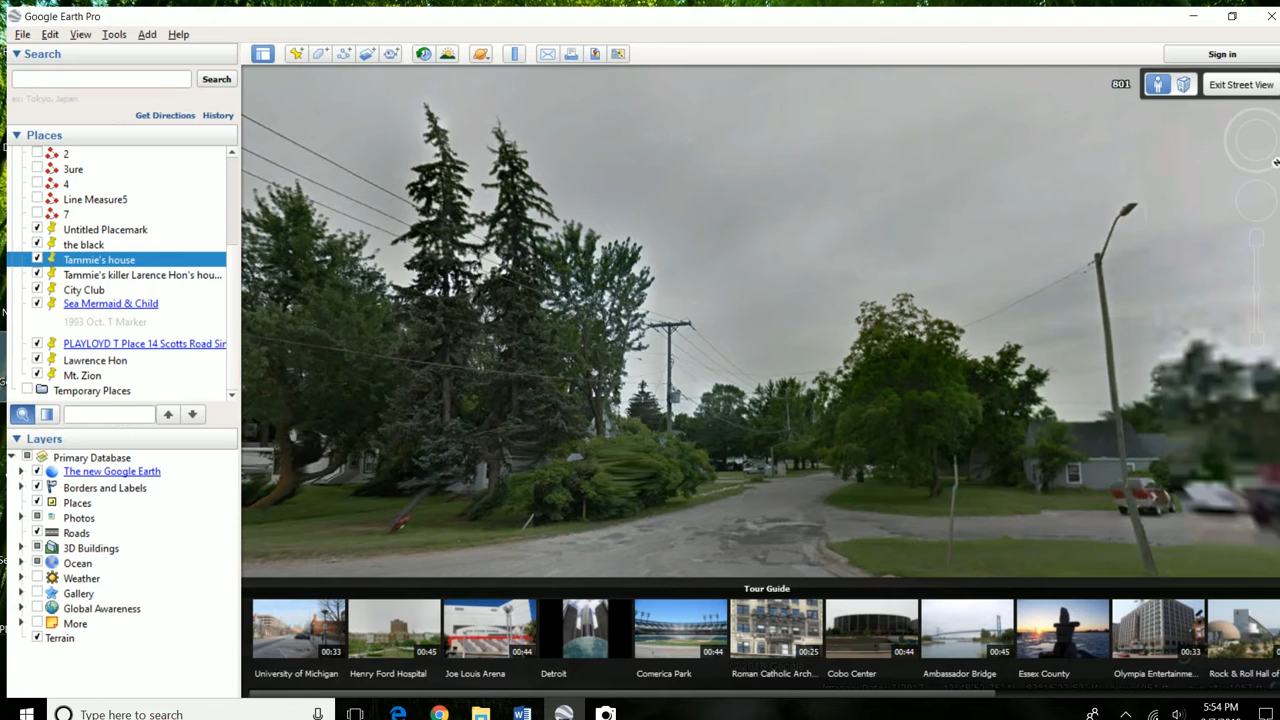 Google Earth Pro
File Edit View Tools Add Help
Search
Sign in
Search
ex: Tokyo, Japan
801
Exit Street View
Get Directions History
Places
2
3ure
4
Line Measure5
7
Untitled Placemark
the black
Tammie's house
Tammie's killer Larence Hon's hou...
City Club
Sea Mermaid & Child
1993 Oct. T Marker
PLAYLOYD T Place 14 Scotts Road Sin
Lawrence Hon
Mt. Zion
Temporary Places
Layers
Primary Database
The new Google Earth
Borders and Labels
Places
Photos
Roads
3D Buildings
Ocean
Weather
Gallery
Global Awareness
More
Terrain
Tour Guide
00:33 00:45 00:44 00:44 00:25 00:44 00:45 00:33
University of Michigan Henry Ford Hospital Joe Louis Arena Detroit Comerica Park Roman Catholic Arch... Cobo Center Ambassador Bridge Essex County Olympia Entertainme... Rock & Roll Hall of
Type here to search
5:54 PM